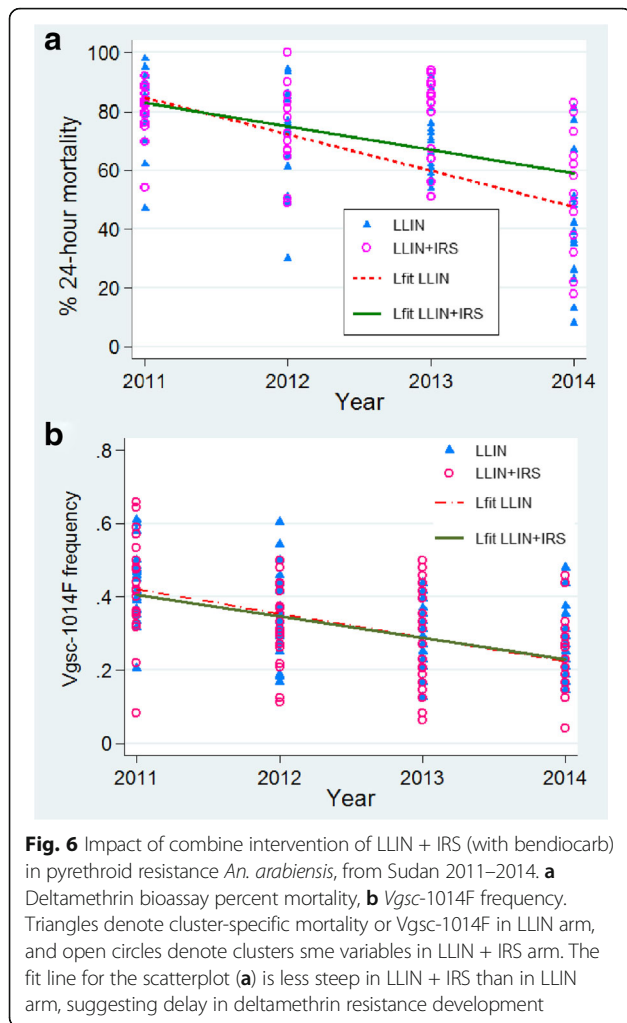 a
100
80
60
40
20
0
% 24-hour mortality
LLIN
LLIN+IRS
Lfit LLIN
Lfit LLIN+IRS
2011 2012 2013 2014
Year
b
.8
.6
.4
.2
0
Vgsc-1014F frequency
LLIN
LLIN+IRS
Lfit LLIN
Lfit LLIN+IRS
2011 2012 2013 2014
Year
Fig. 6 Impact of combine intervention of LLIN + IRS (with bendiocarb)
in pyrethroid resistance An. arabiensis, from Sudan 2011–2014. a
Deltamethrin bioassay percent mortality, b Vgsc-1014F frequency.
Triangles denote cluster-specific mortality or Vgsc-1014F in LLIN arm,
and open circles denote clusters sme variables in LLIN + IRS arm. The
fit line for the scatterplot (a) is less steep in LLIN + IRS than in LLIN
arm, suggesting delay in deltamethrin resistance development